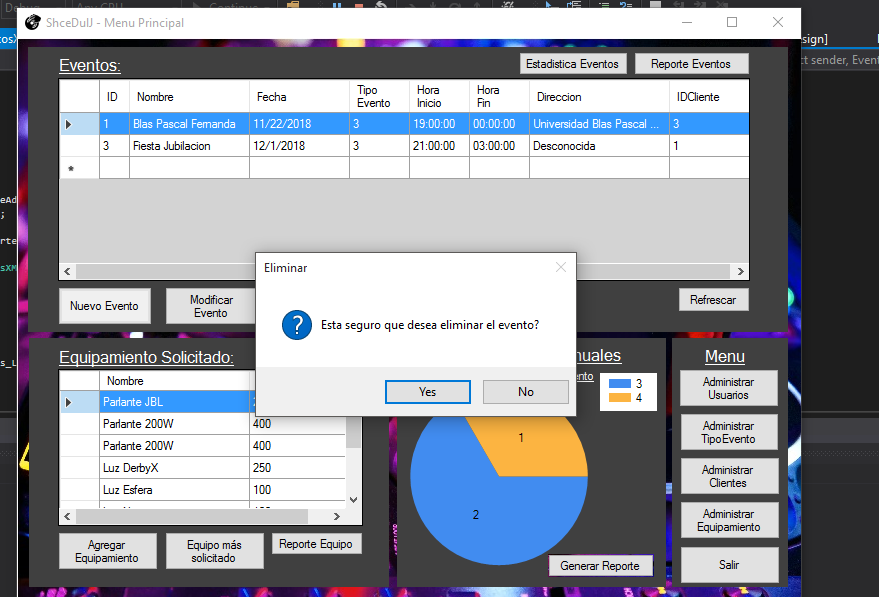 ShceDuIJ - Menu Principal
sign]
ct sender, Event
Eventos:
Estadistica Eventos
Reporte Eventos
ID Nombre Fecha Tipo Evento Hora Inicio Hora Fin Direccion IDCliente
1 Blas Pascal Femanda 11/22/2018 3 19:00:00 00:00:00 Universidad Blas Pascal ... 3
3 Fiesta Jubilacion 12/1/2018 3 21:00:00 03:00:00 Desconocida 1
Eliminar
Esta seguro que desea eliminar el evento?
Yes
No
Nuevo Evento
Modificar
Evento
Refrescar
Equipamiento Solicitado:
Nombre
Parlante JBL
Parlante 200W 400
Parlante 200W 400
Luz DerbyX 250
Luz Esfera 100
Agregar
Equipamiento
Equipo más
solicitado
Reporte Equipo
nuales
ento
3
4
1
2
Generar Reporte
Menu
Administrar
Usuarios
Administrar
TipoEvento
Administrar
Clientes
Administrar
Equipamiento
Salir